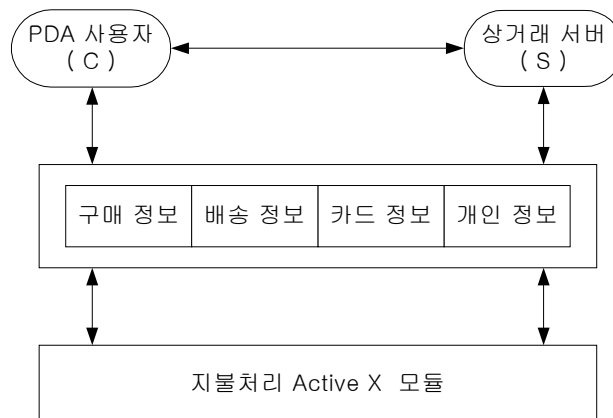 PDA 사용자
( C )
상거래 서버
( S )
구매 정보
배송 정보
카드 정보
개인 정보
지불처리 Active X 모듈